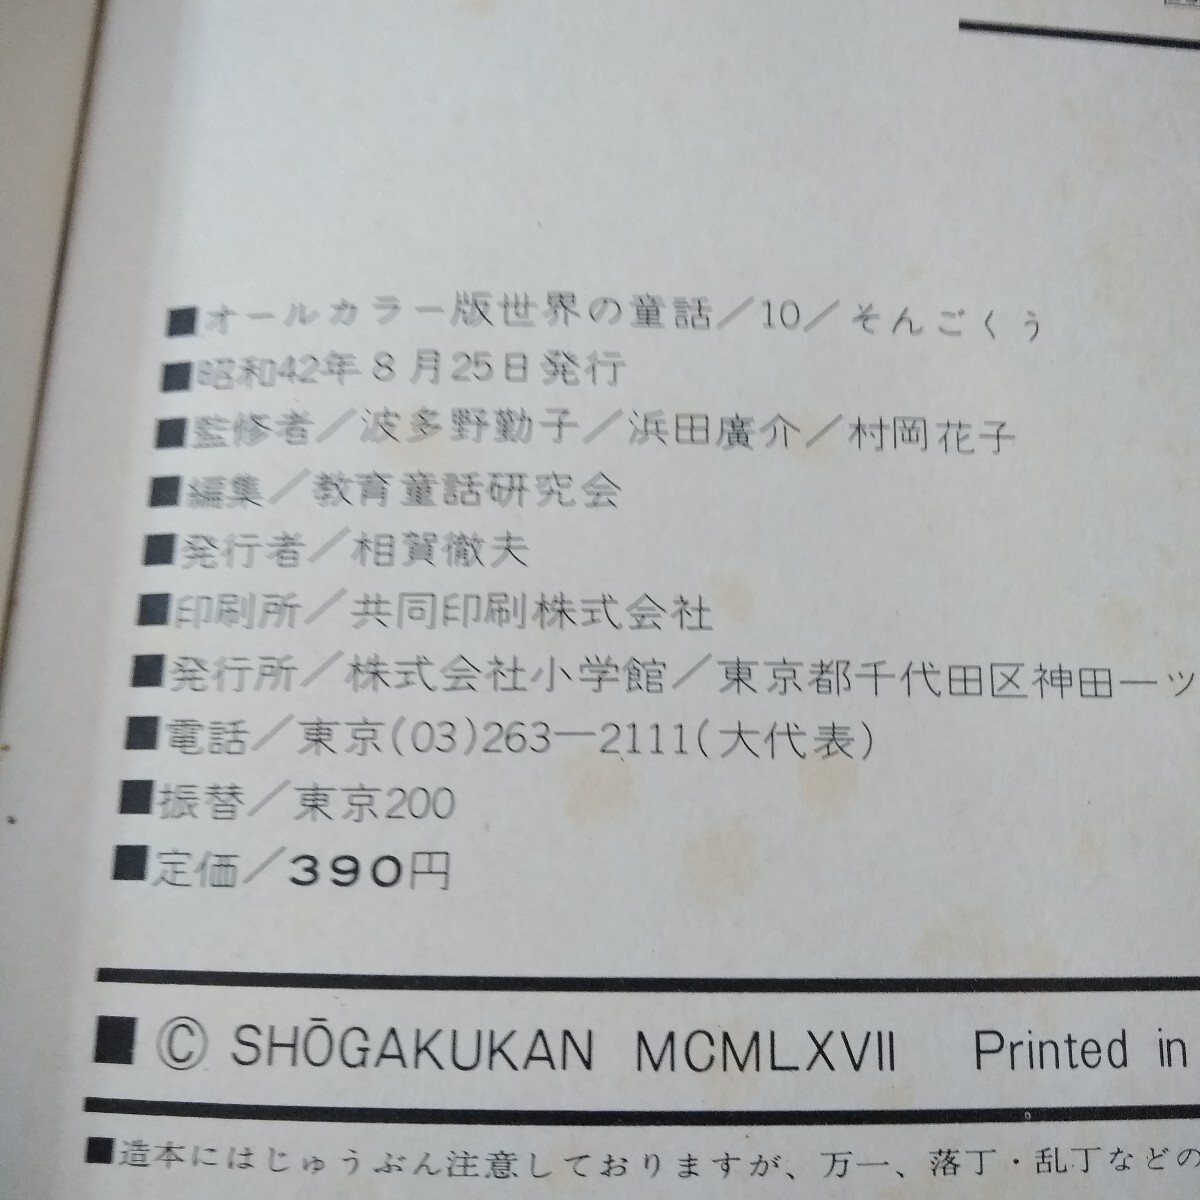 ■オールカラー版世界の童話／10／そんごくう
■昭和42年8月25日発行
■監修者／波多野勤子／浜田廣介／村岡花子
■編集／教育童話研究会
■発行者／相賀徹夫
■印刷所／共同印刷株式会社
■発行所／株式会社小学館／東京都千代田区神田一ツ
■電話／東京(03)263―2111(大代表)
■振替／東京200
■定価／390円
■ © SHŌGAKUKAN MCMLXVII Printed in
■造本にはじゅうぶん注意しておりますが、万一、落丁・乱丁などの